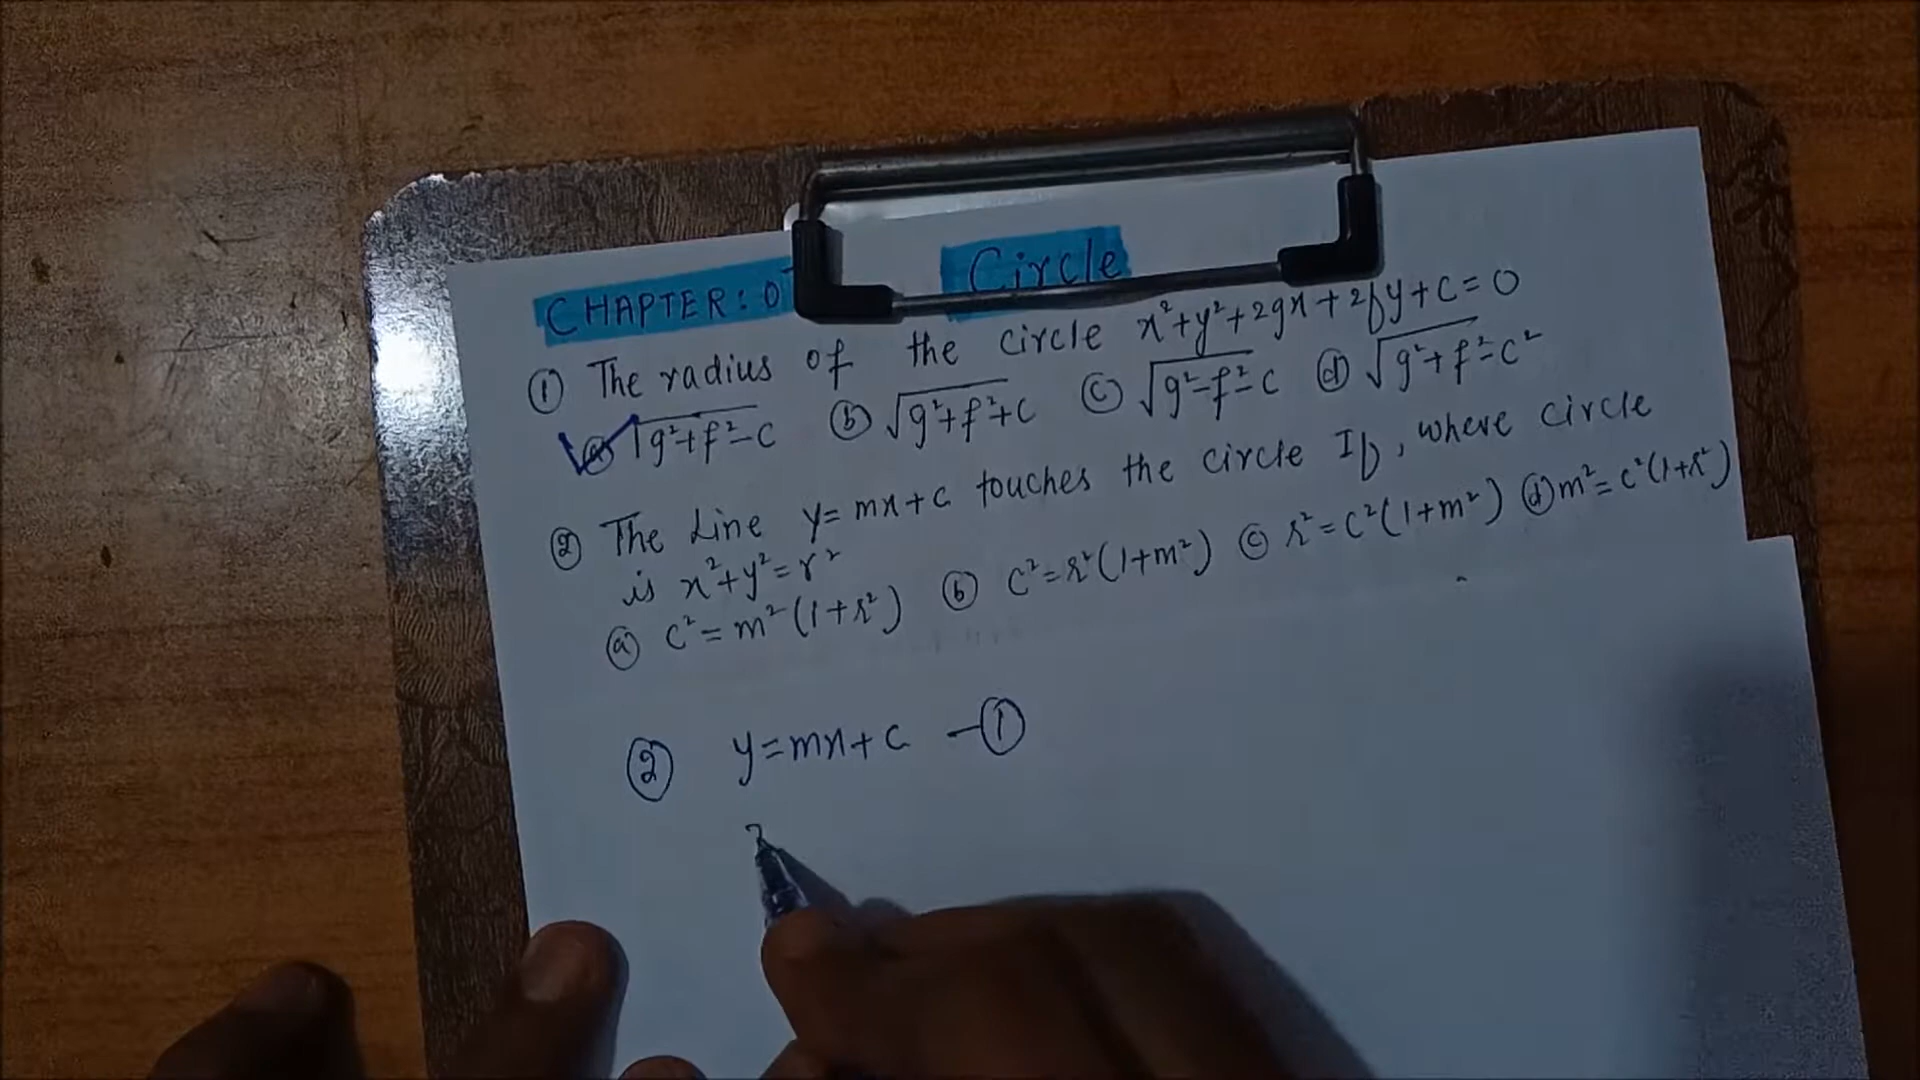 CHAPTER: 0
Circle
① The radius of the circle x²+y²+2gx+2fy+c=0
ⓐ √g²+f²-c ⓑ √g²+f²+c ⓒ √g²-f²-c ⓓ √g²+f²-c²
② The Line y=mx+c touches the circle If, where circle
is x²+y²=r²
ⓐ c²=m²(1+r²) ⓑ c²=r²(1+m²) ⓒ r²=c²(1+m²) ⓓ m²=c²(1+r²)
② y=mx+c -①